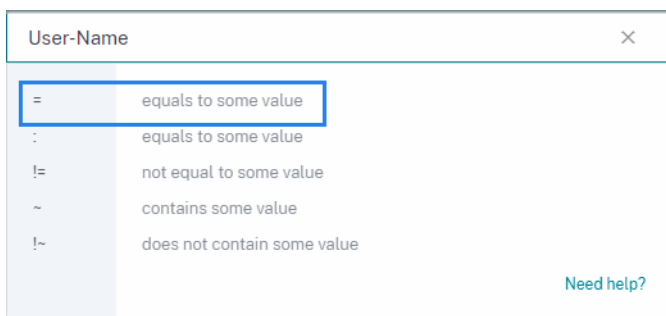 User-Name ×
= equals to some value
: equals to some value
!= not equal to some value
~ contains some value
!~ does not contain some value
Need help?